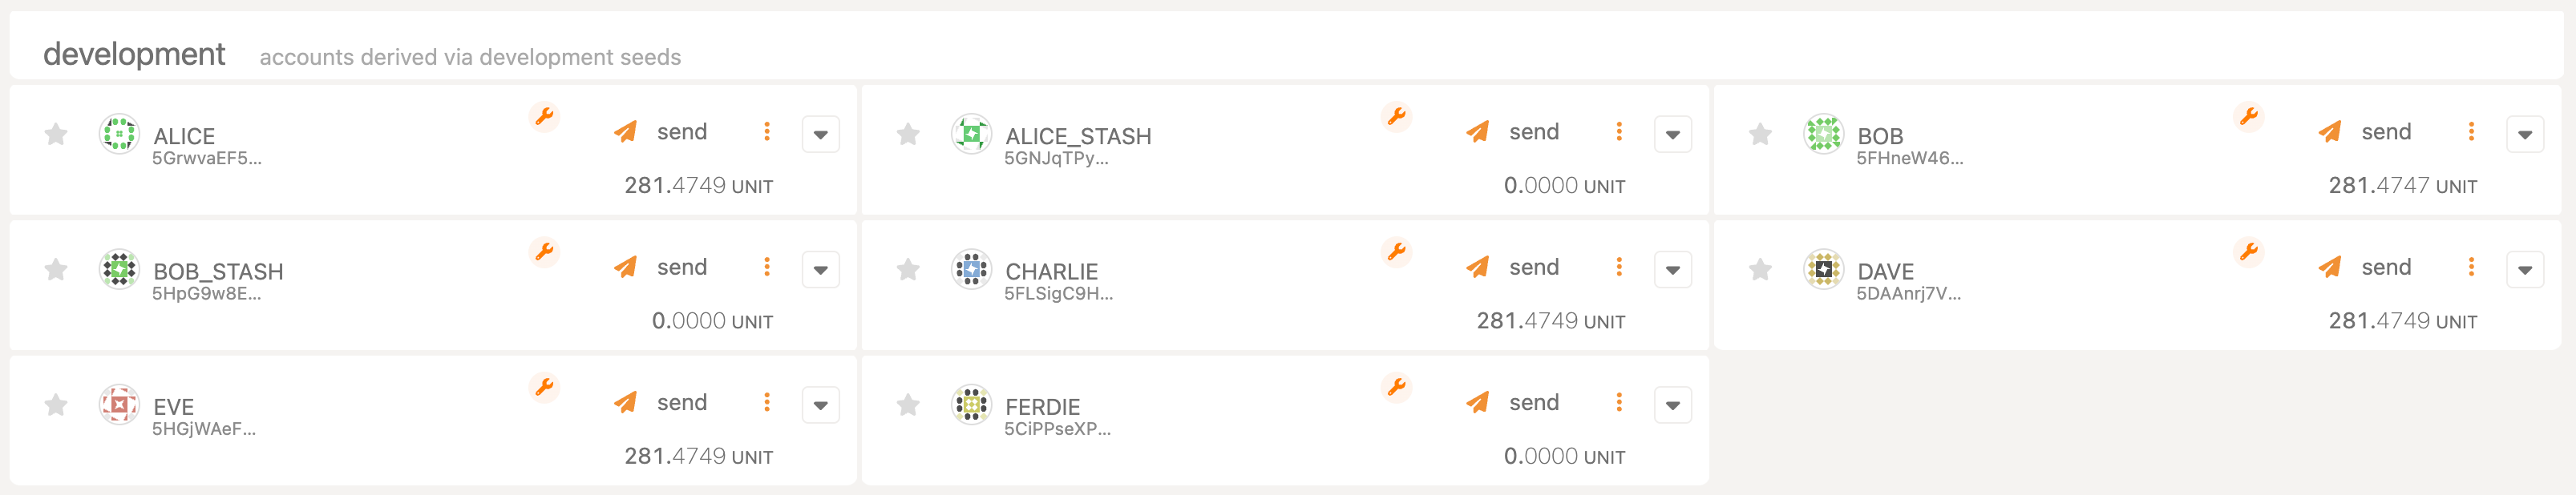 development accounts derived via development seeds
ALICE send
5GrwvaEF5...
281.4749 UNIT
ALICE_STASH send
5GNJqTPy...
0.0000 UNIT
BOB send
5FHneW46...
281.4747 UNIT
BOB_STASH send
5HpG9w8E...
0.0000 UNIT
CHARLIE send
5FLSigC9H...
281.4749 UNIT
DAVE send
5DAAnrj7V...
281.4749 UNIT
EVE send
5HGjWAeF...
281.4749 UNIT
FERDIE send
5CiPPseXP...
0.0000 UNIT